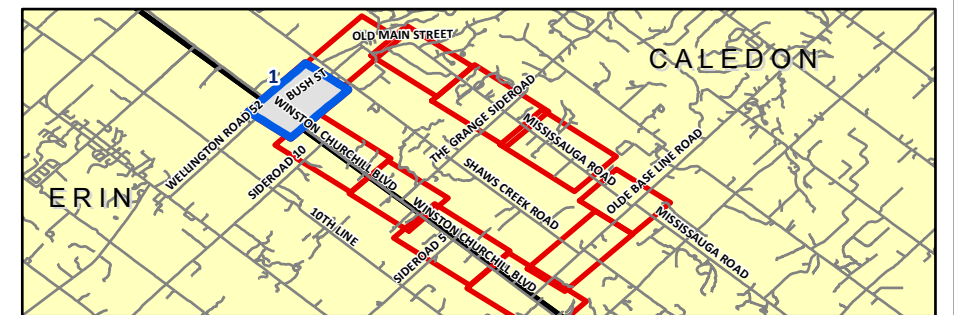 OLD MAIN STREET
CALEDON
1
BUSH ST
WINSTON CHURCHILL BLVD
WELLINGTON ROAD 52
THE GRANGE SIDEROAD
MISSISSAUGA ROAD
SIDEROAD 10
ERIN
SHAWS CREEK ROAD
OLDE BASE LINE ROAD
10TH LINE
WINSTON CHURCHILL BLVD
SIDEROAD 5
MISSISSAUGA ROAD